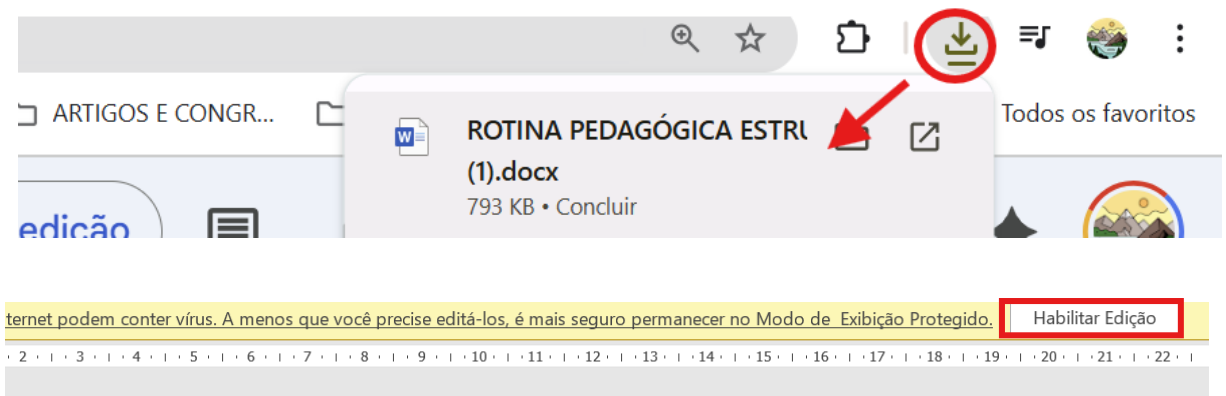 ARTIGOS E CONGR...
Todos os favoritos
W
ROTINA PEDAGÓGICA ESTRU
(1).docx
793 KB • Concluir
edição
ternet podem conter vírus. A menos que você precise editá-los, é mais seguro permanecer no Modo de Exibição Protegido.
Habilitar Edição
2 3 4 5 6 7 8 9 10 11 12 13 14 15 16 17 18 19 20 21 22